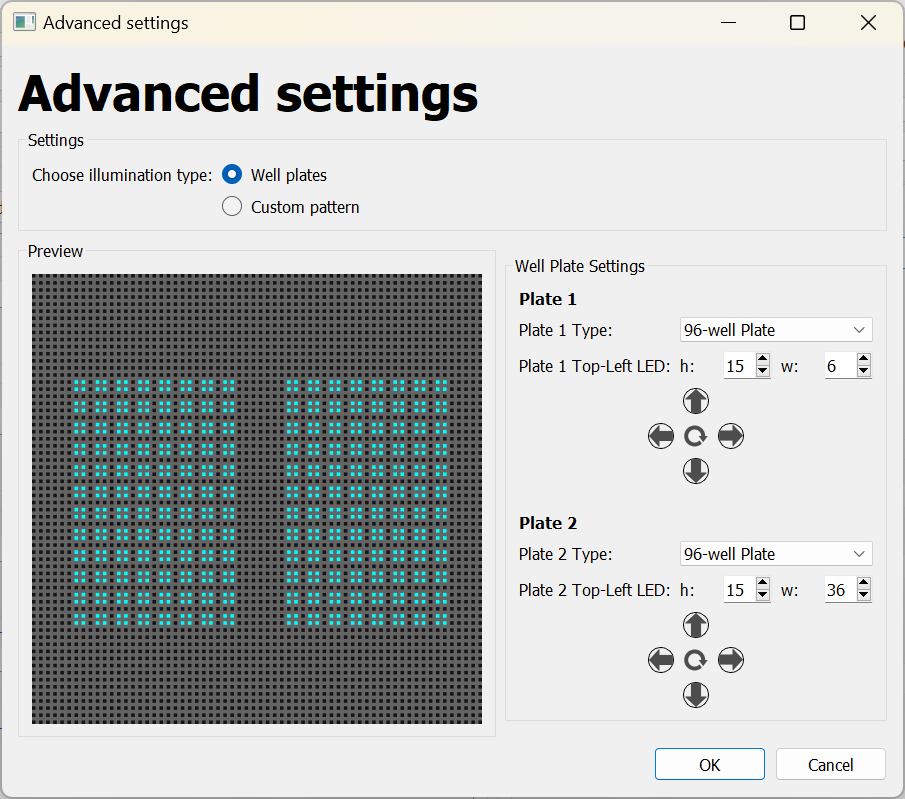 Advanced settings
Advanced settings
Settings
Choose illumination type: Well plates
Custom pattern
Preview
Well Plate Settings
Plate 1
Plate 1 Type: 96-well Plate
Plate 1 Top-Left LED: h: 15 w: 6
Plate 2
Plate 2 Type: 96-well Plate
Plate 2 Top-Left LED: h: 15 w: 36
OK Cancel